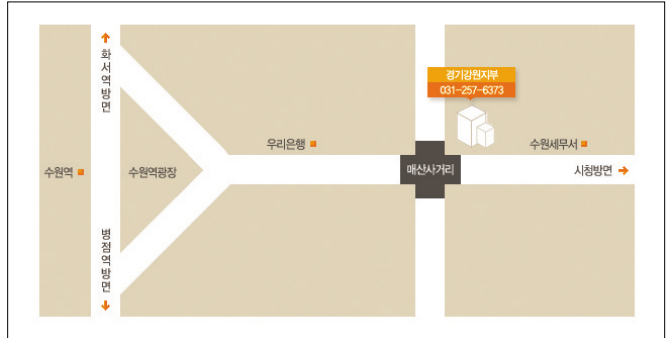 화서역방면
경기강원지부
031-257-6373
우리은행
수원세무서
수원역
수원역광장
매산사거리
시청방면
병점역방면